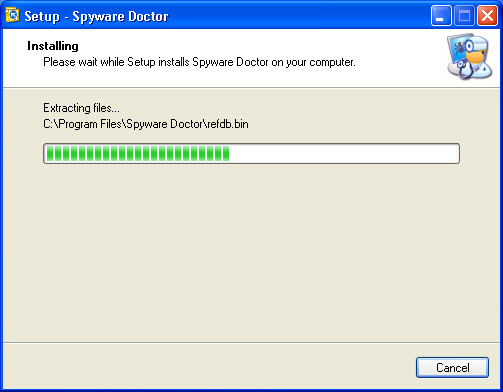 Setup - Spyware Doctor
Installing
Please wait while Setup installs Spyware Doctor on your computer.
Extracting files...
C:\Program Files\Spyware Doctor\refdb.bin
Cancel